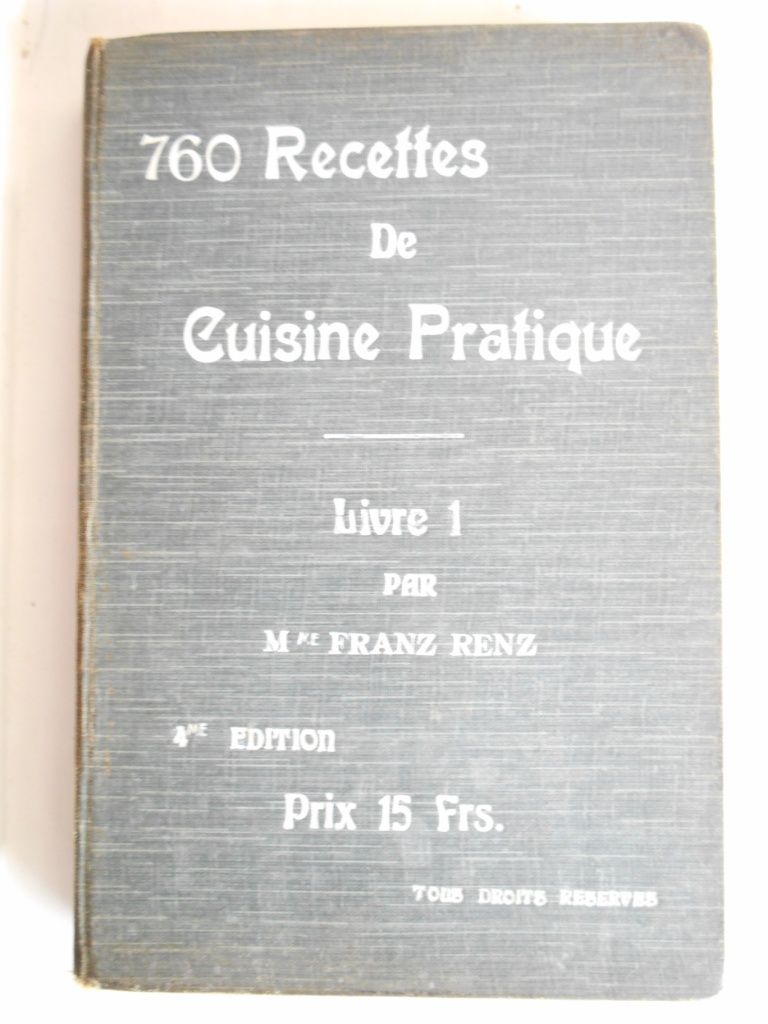 760 Recettes
De
Cuisine Pratique
Livre 1
PAR
Mme FRANZ RENZ
4ME EDITION
Prix 15 Frs.
TOUS DROITS RESERVES